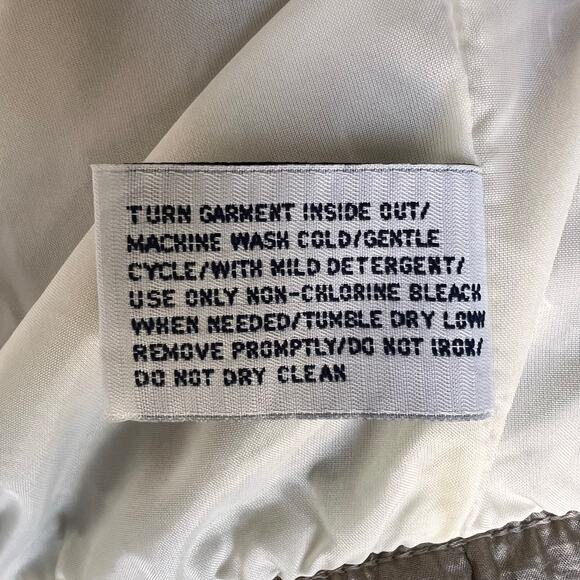 TURN GARMENT INSIDE OUT/
MACHINE WASH COLD/GENTLE
CYCLE/WITH MILD DETERGENT/
USE ONLY NON-CHLORINE BLEACH
WHEN NEEDED/TUMBLE DRY LOW/
REMOVE PROMPTLY/DO NOT IRON/
DO NOT DRY CLEAN